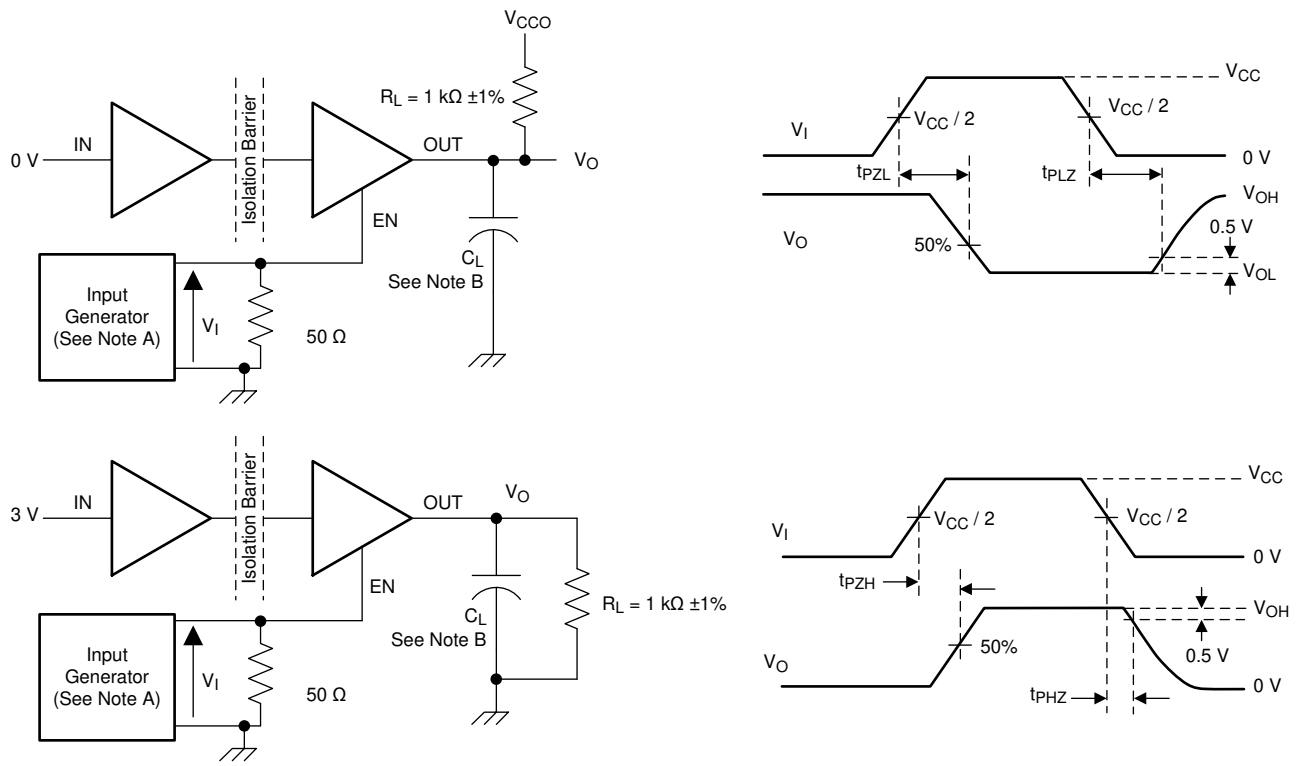 VCCO
RL = 1 kΩ ±1%
0 V
IN
Isolation Barrier
OUT
VO
EN
CL
See Note B
Input
Generator
(See Note A)
VI
50 Ω
VI
VCC / 2
VCC / 2
VCC
0 V
tPZL
tPLZ
VO
50%
VOH
0.5 V
VOL
3 V
IN
Isolation Barrier
OUT
VO
EN
CL
See Note B
RL = 1 kΩ ±1%
Input
Generator
(See Note A)
VI
50 Ω
VI
VCC / 2
VCC / 2
VCC
0 V
tPZH
VO
50%
VOH
0.5 V
tPHZ
0 V